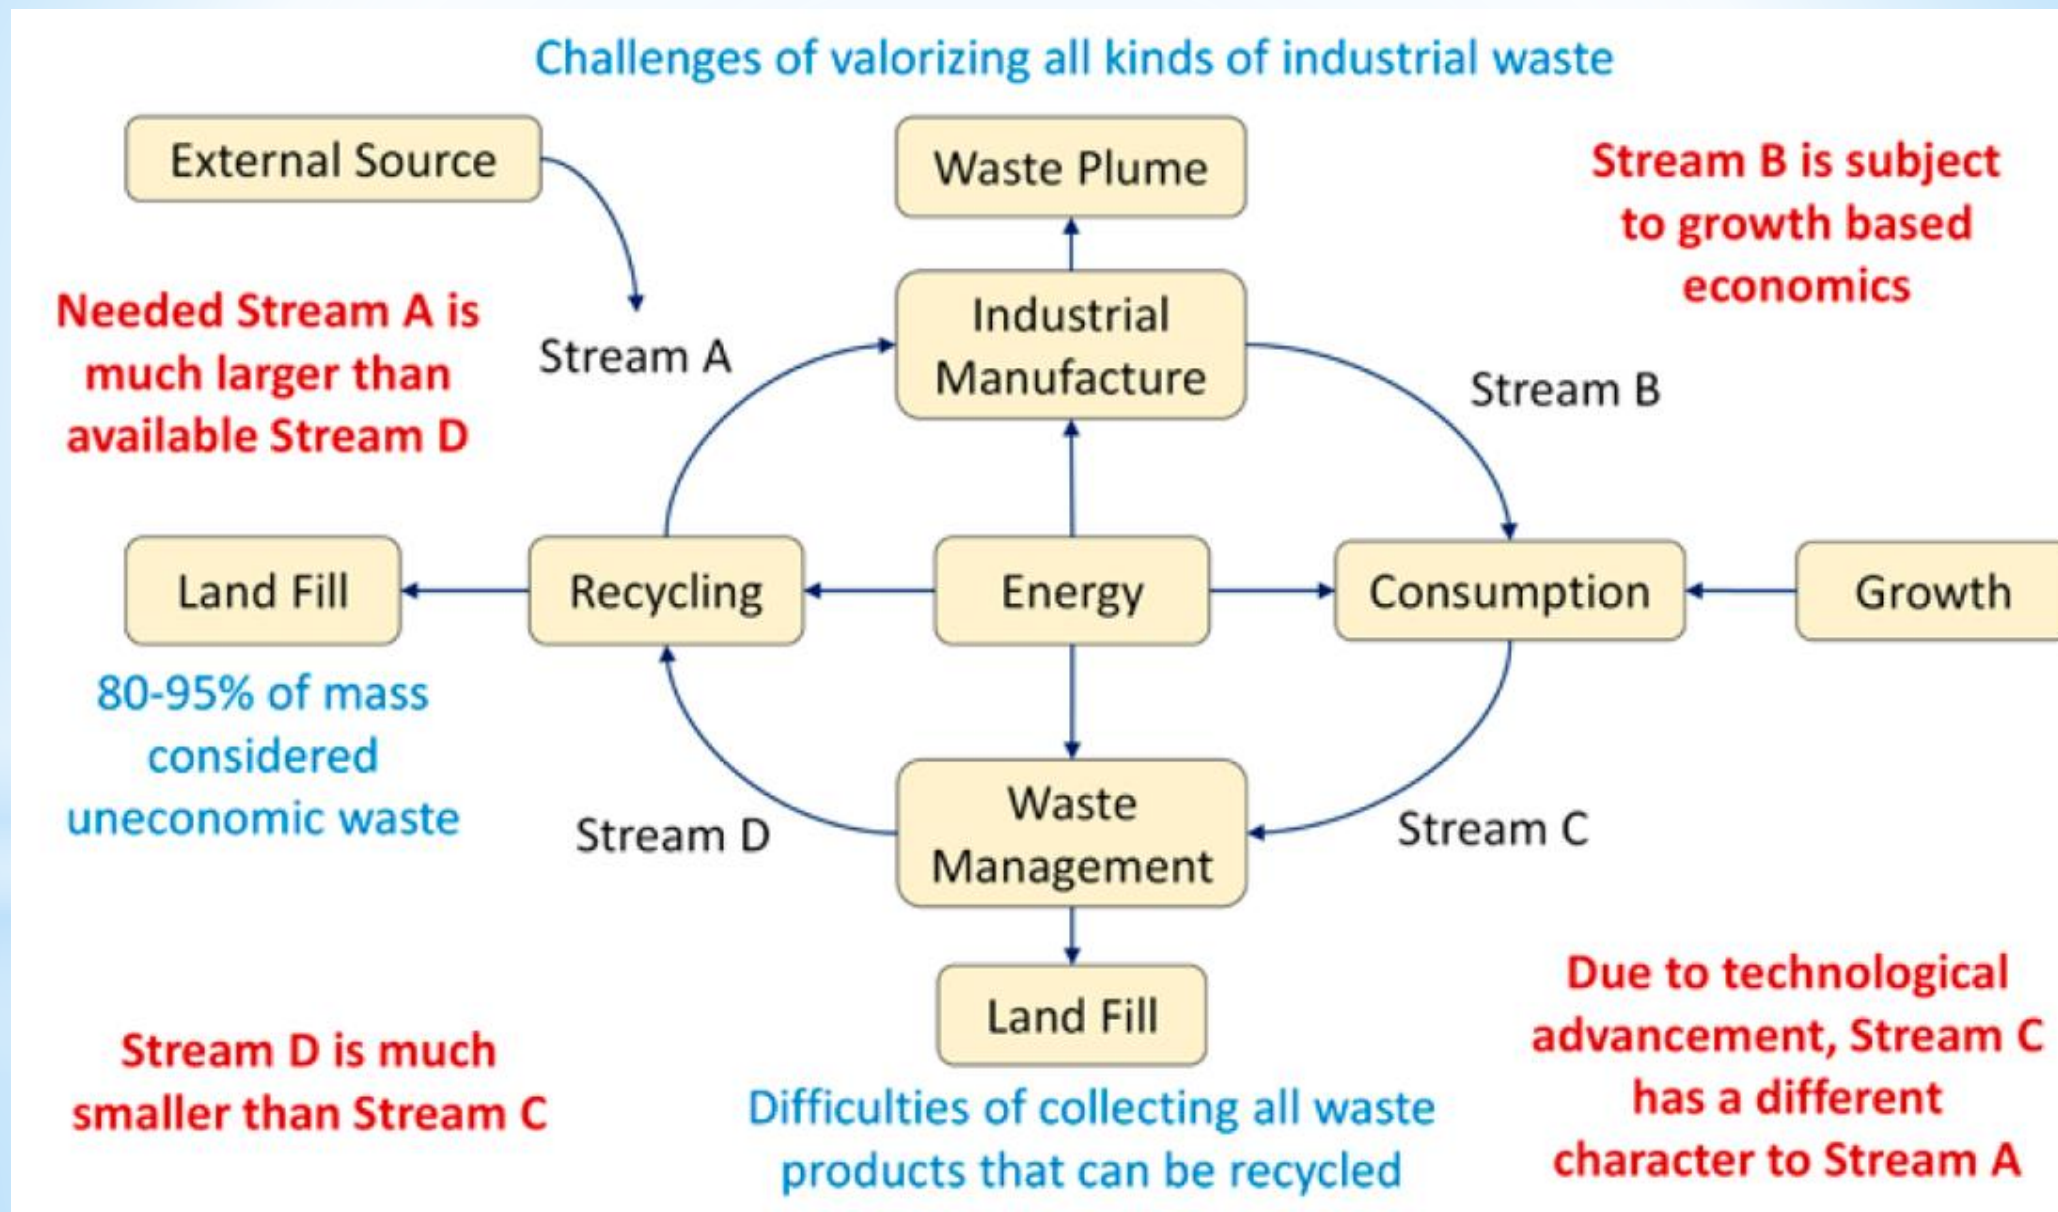 Challenges of valorizing all kinds of industrial waste
External Source
Waste Plume
Stream B is subject
to growth based
economics
Needed Stream A is
much larger than
available Stream D
Stream A
Industrial
Manufacture
Stream B
Land Fill
Recycling
Energy
Consumption
Growth
80-95% of mass
considered
uneconomic waste
Stream D
Waste
Management
Stream C
Land Fill
Stream D is much
smaller than Stream C
Difficulties of collecting all waste
products that can be recycled
Due to technological
advancement, Stream C
has a different
character to Stream A